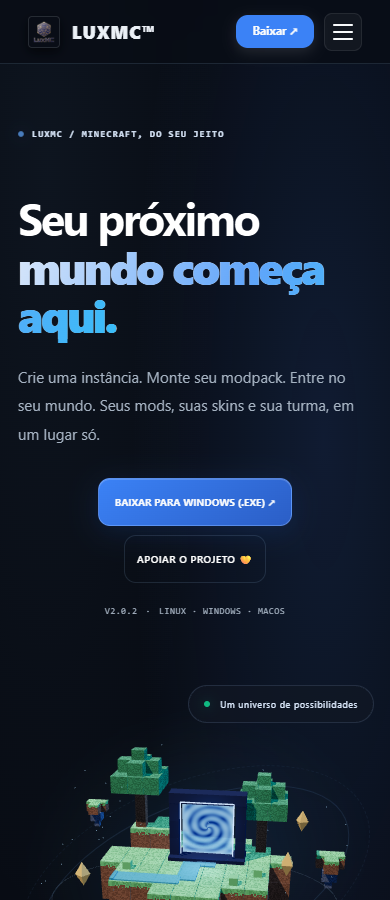 LUXMC™
Baixar ↗
LUXMC / MINECRAFT, DO SEU JEITO
Seu próximo
mundo começa
aqui.
Crie uma instância. Monte seu modpack. Entre no
seu mundo. Seus mods, suas skins e sua turma, em
um lugar só.
BAIXAR PARA WINDOWS (.EXE) ↗
APOIAR O PROJETO 🧡
V2.0.2 · LINUX · WINDOWS · MACOS
Um universo de possibilidades